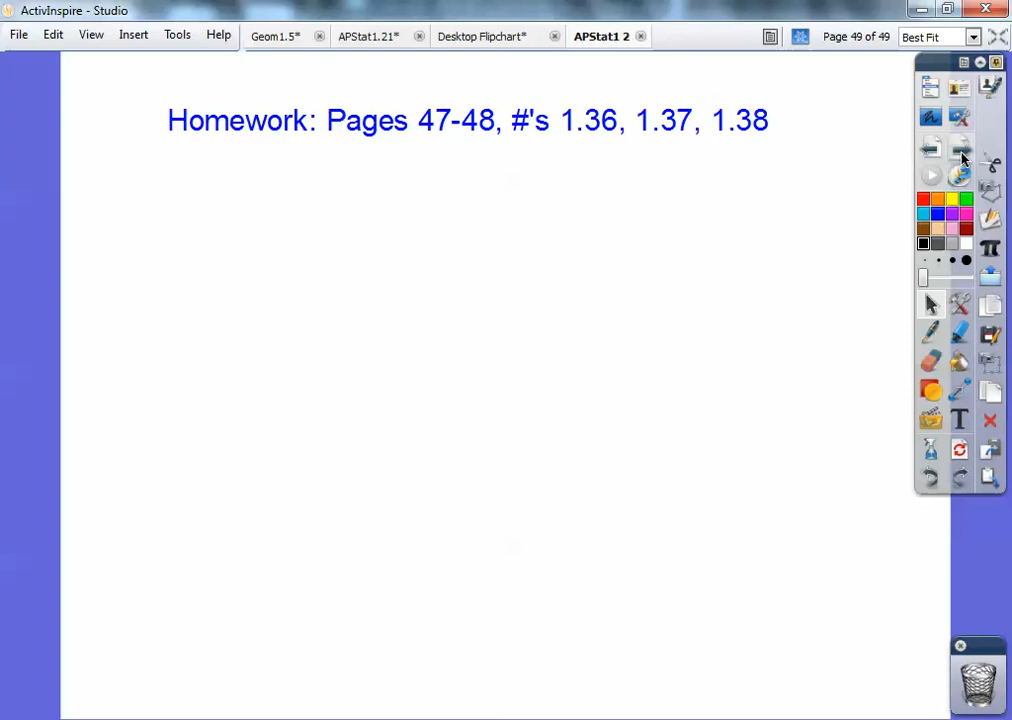 ActivInspire - Studio
File Edit View Insert Tools Help Geom1.5* APStat1.21* Desktop Flipchart* APStat1 2 Page 49 of 49 Best Fit
Homework: Pages 47-48, #'s 1.36, 1.37, 1.38